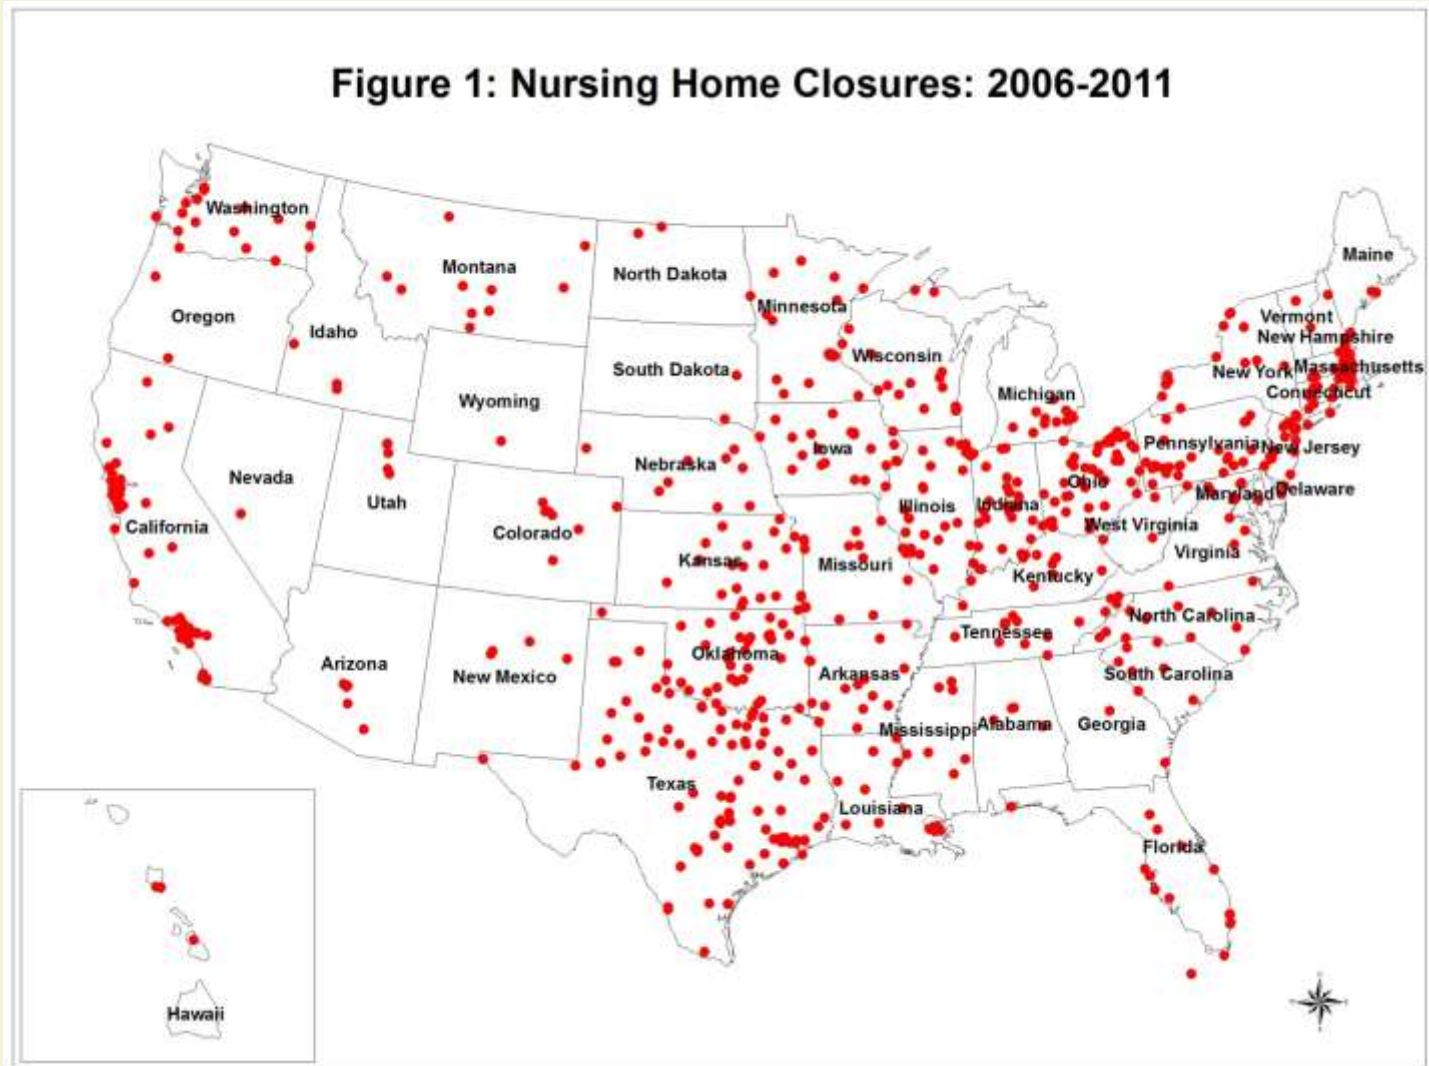 Figure 1: Nursing Home Closures: 2006-2011
Washington
Maine
Montana
North Dakota
Minnesota
Oregon
Idaho
Vermont
New Hampshire
Wisconsin
South Dakota
New York
Massachusetts
Michigan
Connecticut
Wyoming
Pennsylvania
New Jersey
Iowa
Nebraska
Nevada
Ohio
Utah
Illinois
Indiana
Maryland
Delaware
California
Colorado
West Virginia
Virginia
Kansas
Missouri
Kentucky
North Carolina
Tennessee
Oklahoma
Arizona
New Mexico
Arkansas
South Carolina
Mississippi
Alabama
Georgia
Texas
Louisiana
Florida
Hawaii